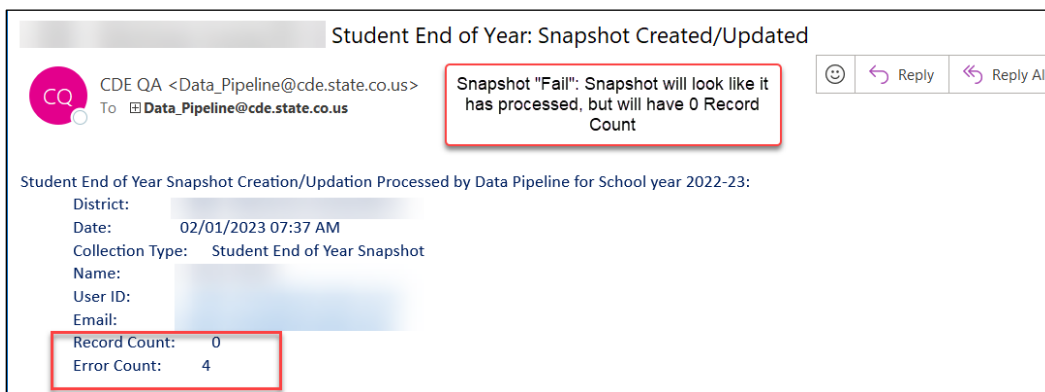 Student End of Year: Snapshot Created/Updated
CQ
CDE QA <Data_Pipeline@cde.state.co.us>
To Data_Pipeline@cde.state.co.us
Snapshot "Fail": Snapshot will look like it
has processed, but will have 0 Record
Count
Reply
Reply Al
Student End of Year Snapshot Creation/Updation Processed by Data Pipeline for School year 2022-23:
District:
Date: 02/01/2023 07:37 AM
Collection Type: Student End of Year Snapshot
Name:
User ID:
Email:
Record Count: 0
Error Count: 4